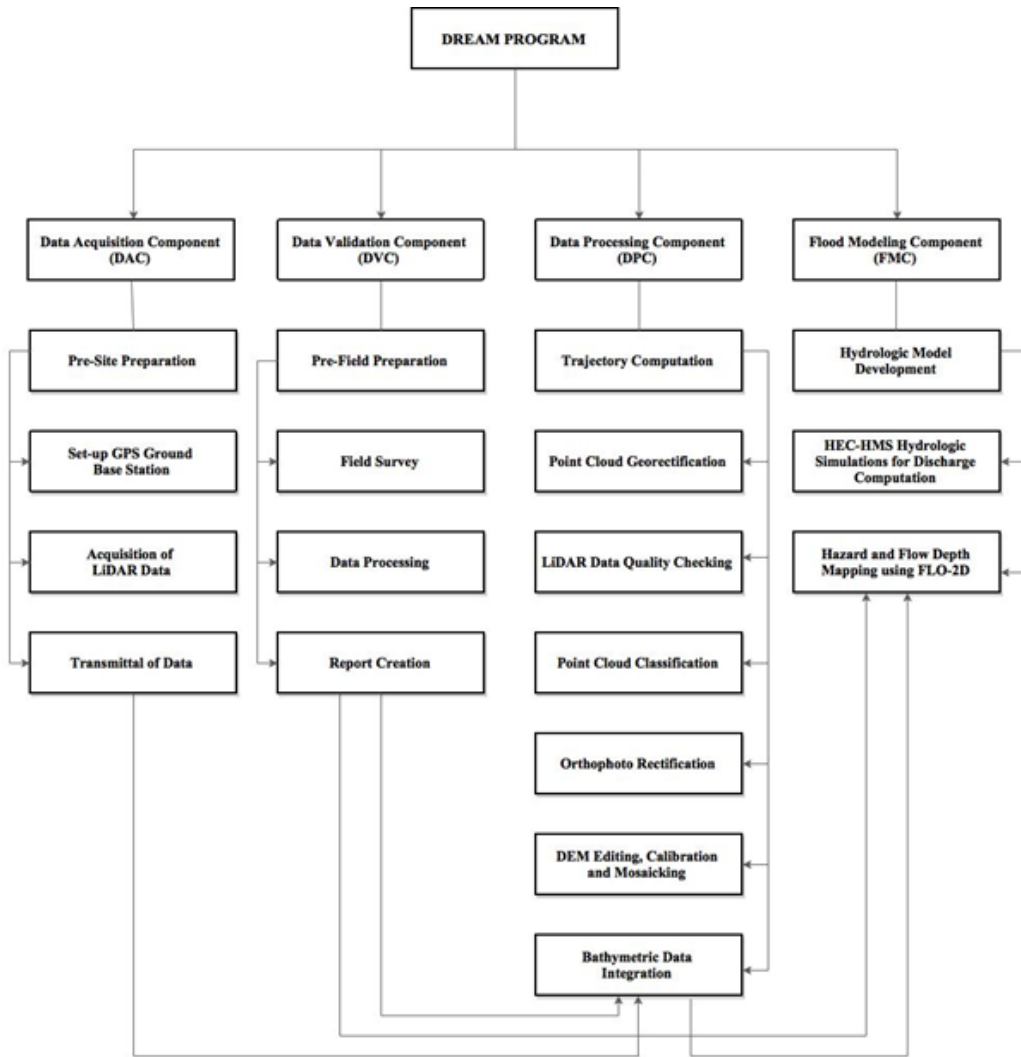 DREAM PROGRAM
Data Acquisition Component
(DAC)
Data Validation Component
(DVC)
Data Processing Component
(DPC)
Flood Modeling Component
(FMC)
Pre-Site Preparation
Pre-Field Preparation
Trajectory Computation
Hydrologic Model
Development
Set-up GPS Ground
Base Station
Field Survey
Point Cloud Georectification
HEC-HMS Hydrologic
Simulations for Discharge
Computation
Acquisition of
LiDAR Data
Data Processing
LiDAR Data Quality Checking
Hazard and Flow Depth
Mapping using FLO-2D
Transmittal of Data
Report Creation
Point Cloud Classification
Orthophoto Rectification
DEM Editing, Calibration
and Mosaicking
Bathymetric Data
Integration